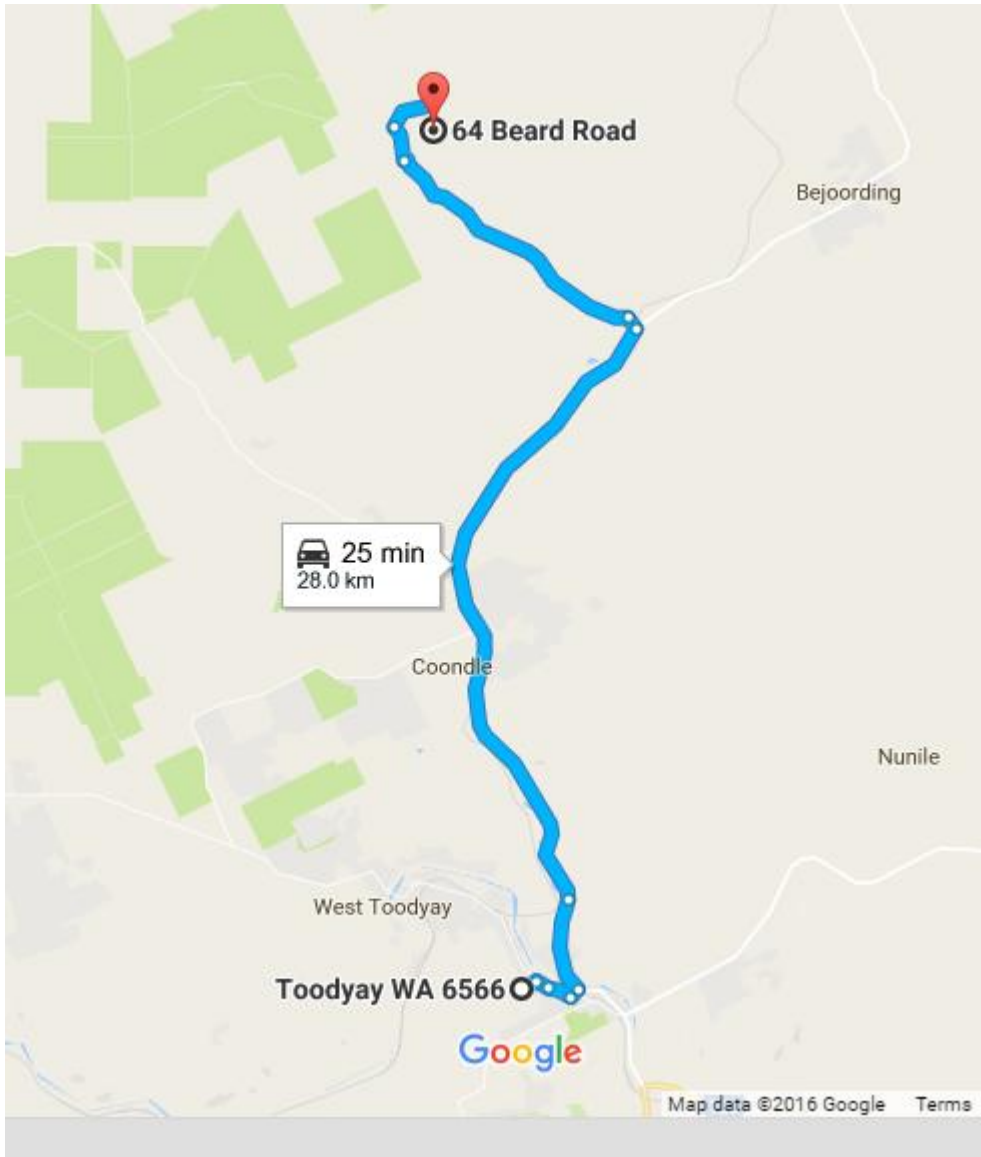 64 Beard Road
Bejoording
25 min
28.0 km
Coondle
Nunile
West Toodyay
Toodyay WA 6566
Google
Map data ©2016 Google Terms